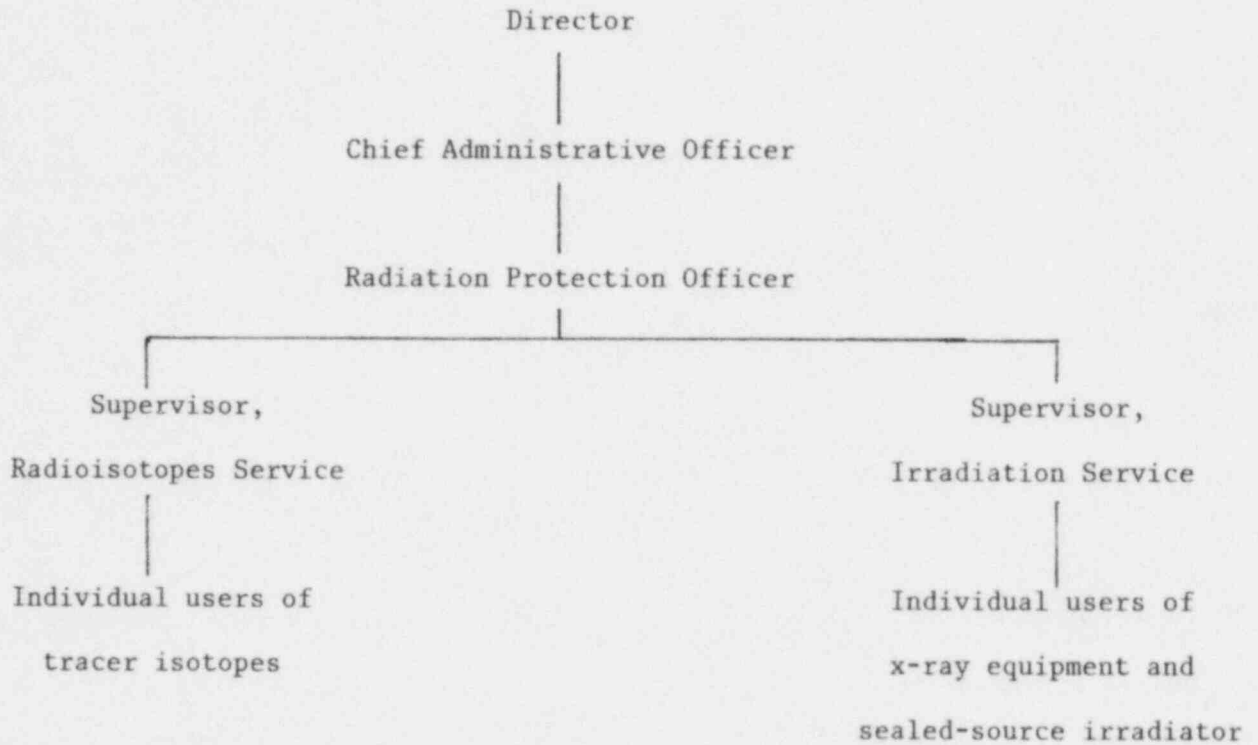 Director
Chief Administrative Officer
Radiation Protection Officer
Supervisor,
Radioisotopes Service
Individual users of
tracer isotopes
Supervisor,
Irradiation Service
Individual users of
x-ray equipment and
sealed-source irradiator